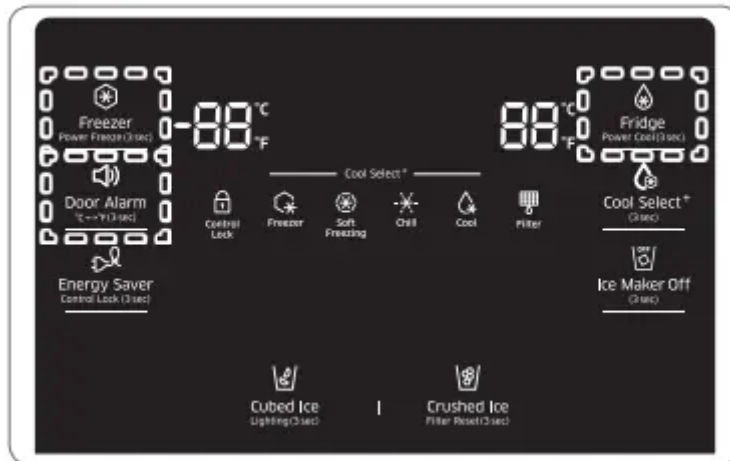 Freezer
Power Freeze(3sec)
-88 °C °F
88 °C °F
Fridge
Power Cool(3sec)
Door Alarm
℃↔℉(3sec)
Cool Select+
Control Lock
Freezer
Soft Freezing
Chill
Cool
Filter
Cool Select+
(3sec)
Energy Saver
Control Lock(3sec)
OFF
Ice Maker Off
(3sec)
Cubed Ice
Lighting(3sec)
|
Crushed Ice
Filter Reset(3sec)